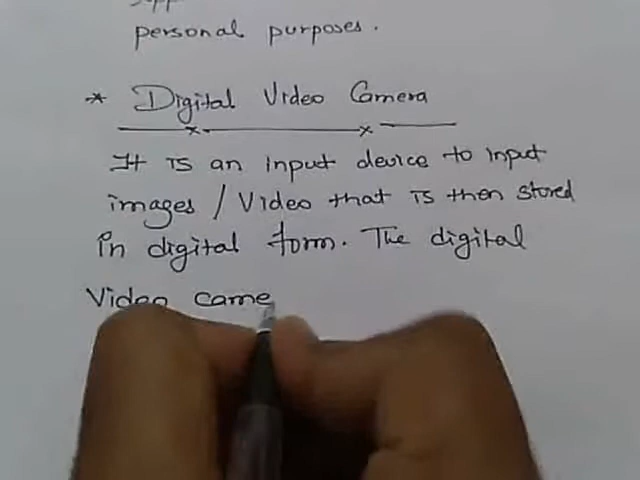 personal purposes.
* Digital Video Camera
It is an input device to input
images / Video that is then stored
in digital form. The digital
Video came